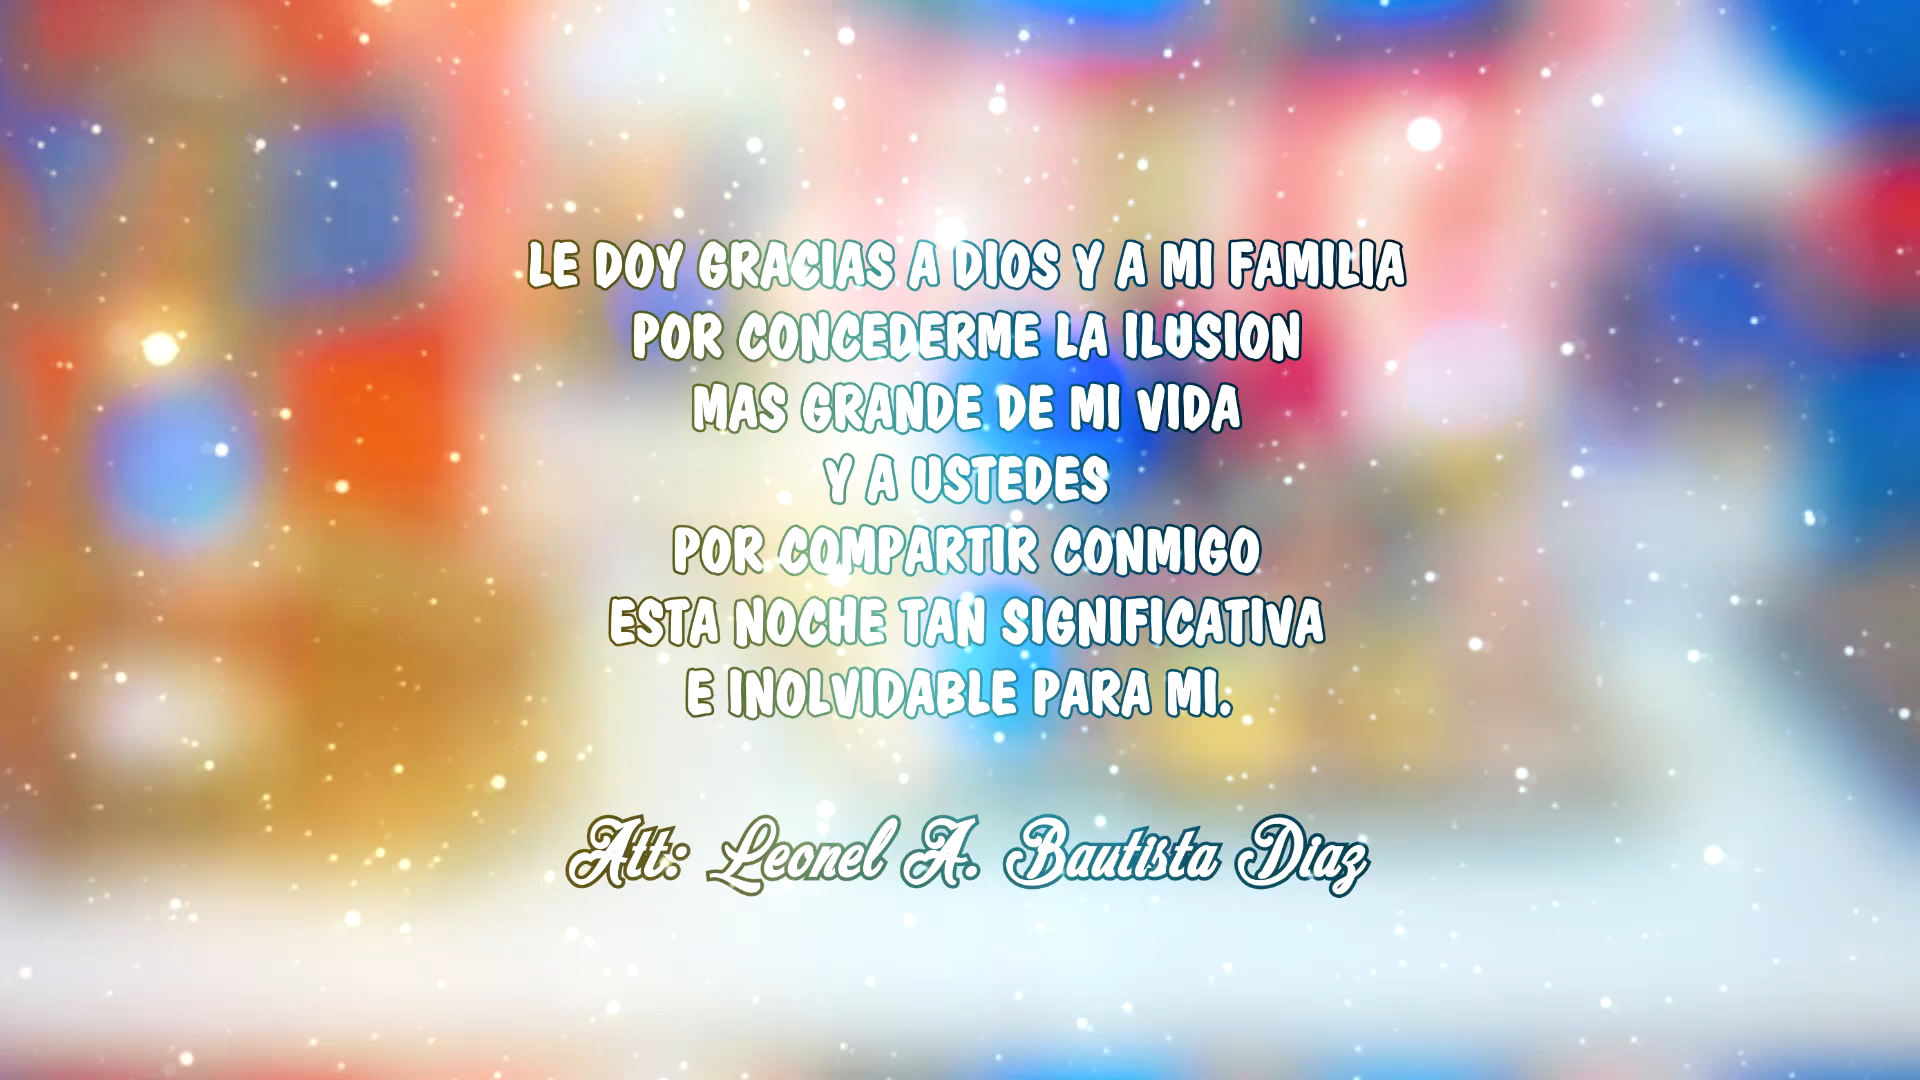 LE DOY GRACIAS A DIOS Y A MI FAMILIA
POR CONCEDERME LA ILUSION
MAS GRANDE DE MI VIDA
Y A USTEDES
POR COMPARTIR CONMIGO
ESTA NOCHE TAN SIGNIFICATIVA
E INOLVIDABLE PARA MI.
Att: Leonel A. Bautista Diaz